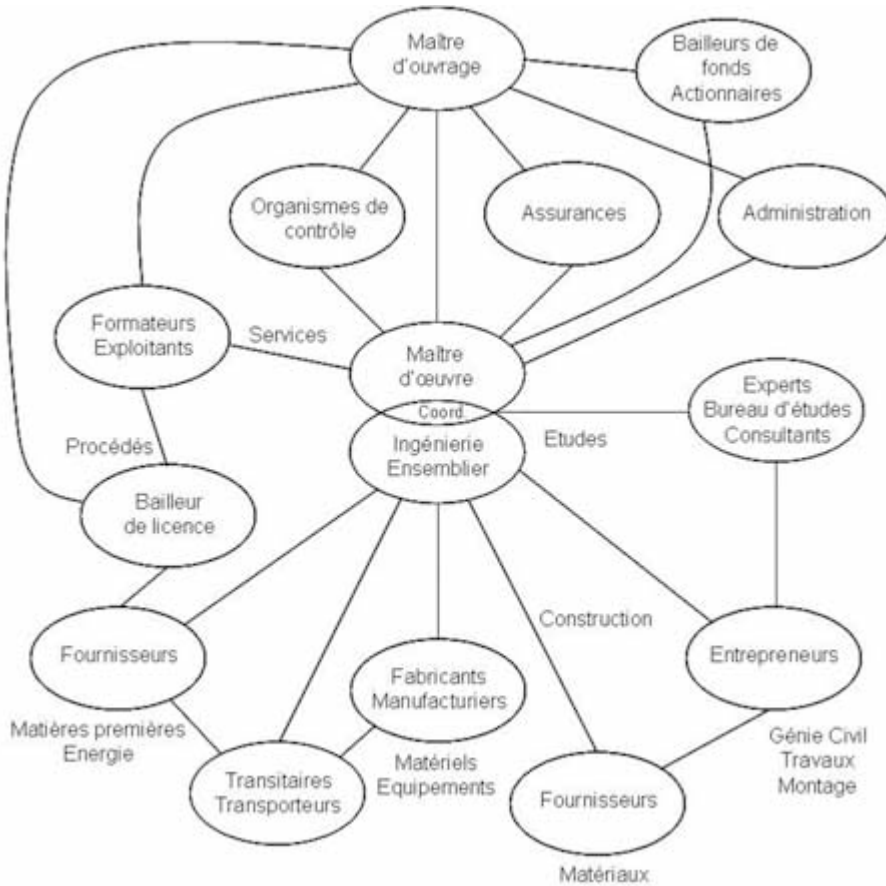 Maître
d'ouvrage
Bailleurs de
fonds
Actionnaires
Organismes de
contrôle
Assurances
Administration
Formateurs
Exploitants
Services
Maître
d'œuvre
Coord.
Ingénierie
Ensemblier
Etudes
Experts
Bureau d'études
Consultants
Procédés
Bailleur
de licence
Construction
Fournisseurs
Matières premières
Energie
Fabricants
Manufacturiers
Matériels
Equipements
Entrepreneurs
Génie Civil
Travaux
Montage
Transitaires
Transporteurs
Fournisseurs
Matériaux